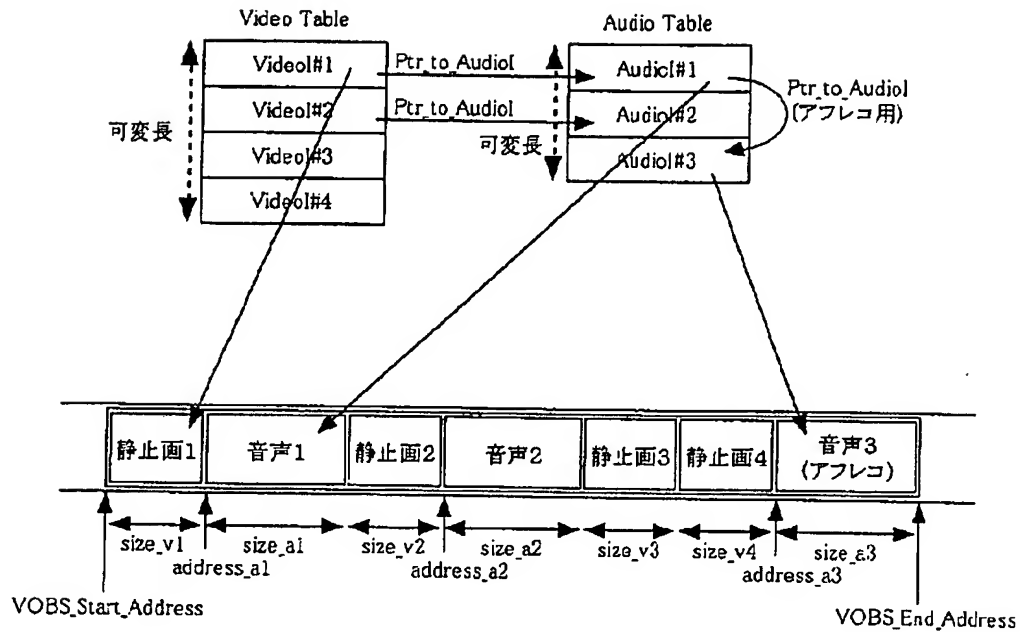 Video Table
VideoI#1
VideoI#2
VideoI#3
VideoI#4
可変長
Ptr_to_AudioI
Ptr_to_AudioI
Audio Table
AudioI#1
AudioI#2
AudioI#3
可変長
Ptr_to_AudioI
(アフレコ用)
静止画1
音声1
静止画2
音声2
静止画3
静止画4
音声3
(アフレコ)
size_v1
size_a1
size_v2
size_a2
size_v3
size_v4
size_a3
address_a1
address_a2
address_a3
VOBS_Start_Address
VOBS_End_Address